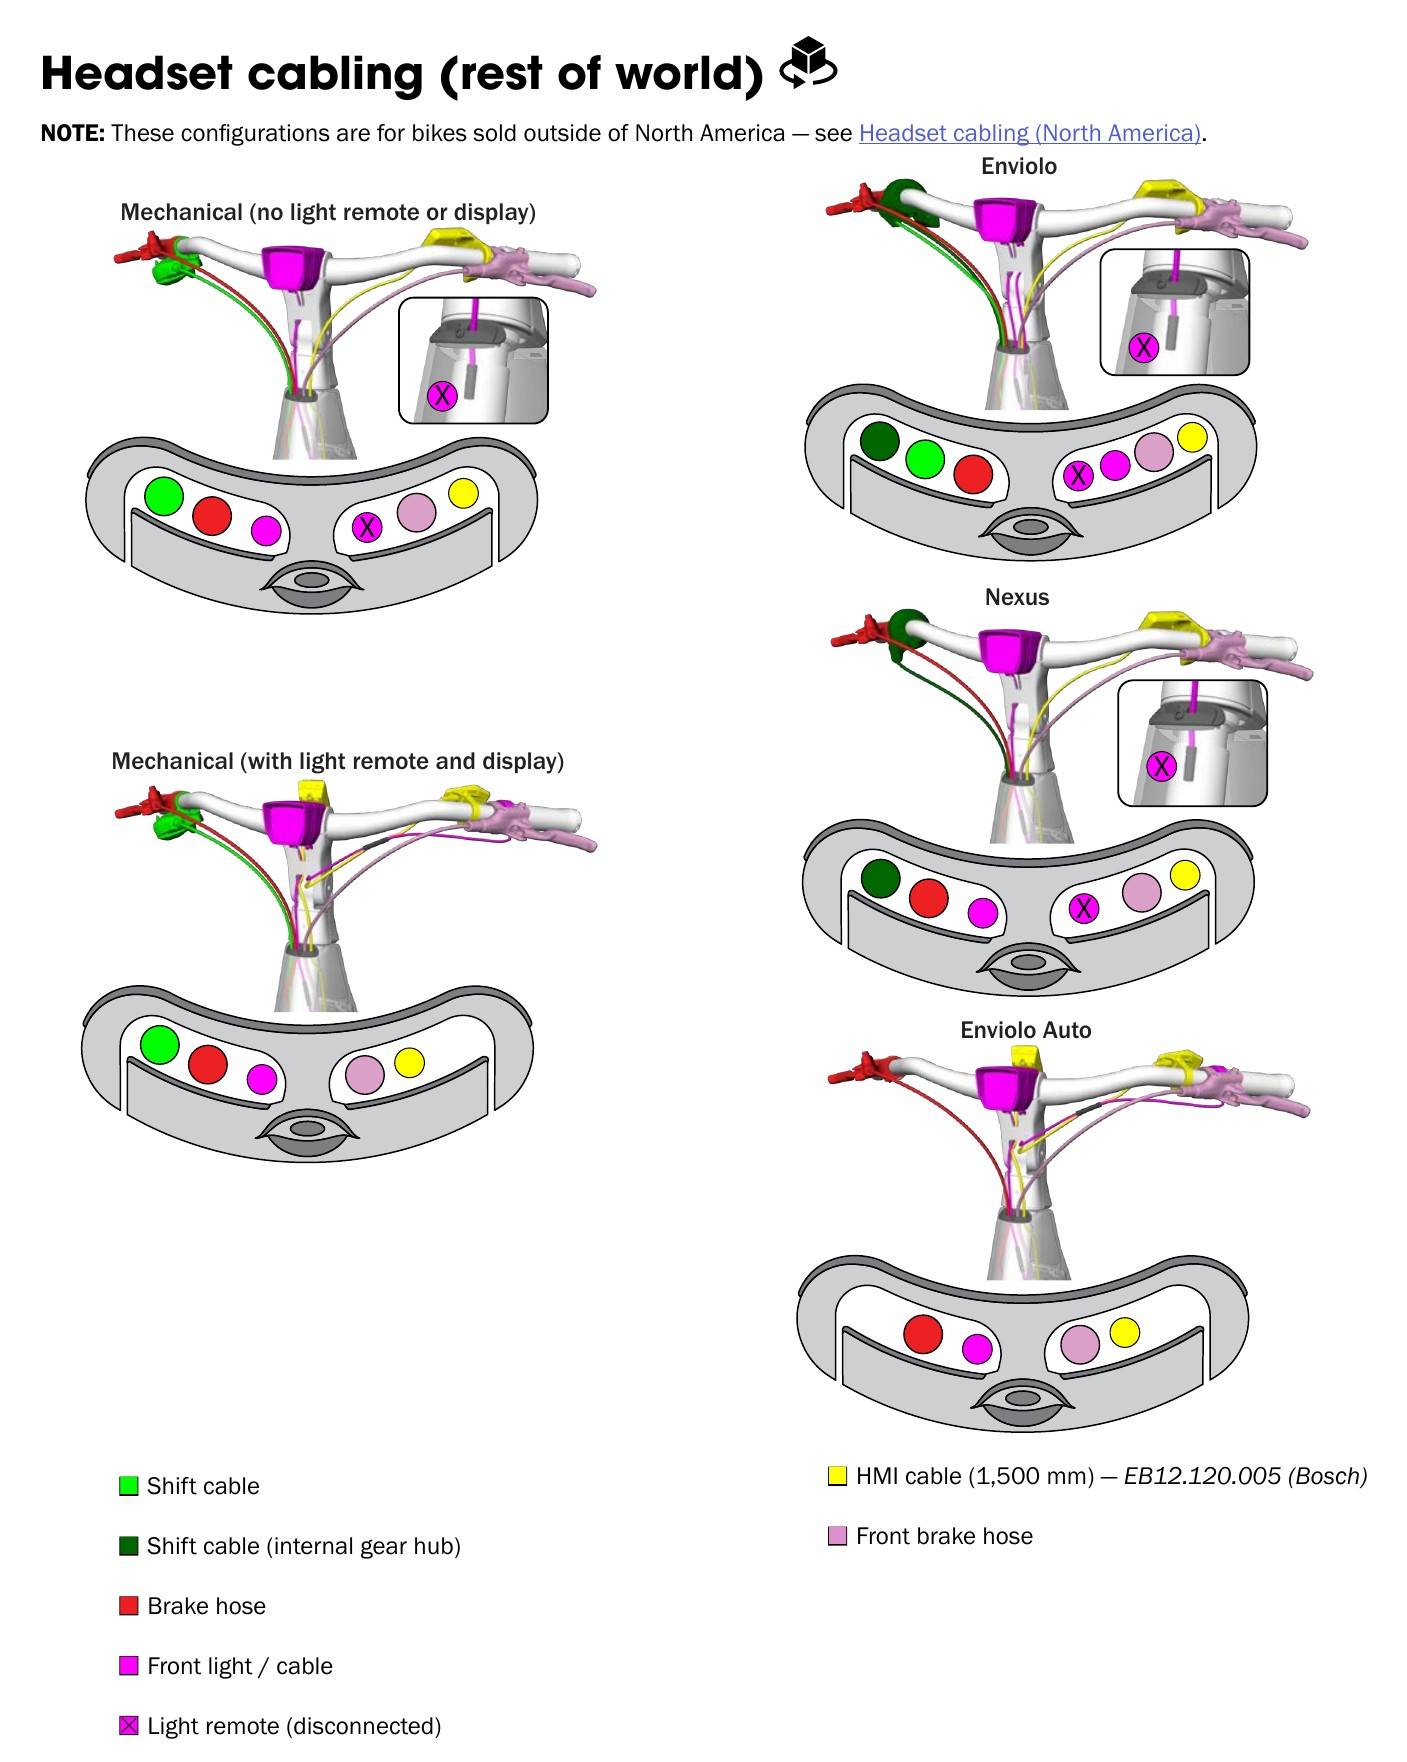 Headset cabling (rest of world)
NOTE: These configurations are for bikes sold outside of North America — see Headset cabling (North America).
Mechanical (no light remote or display)
X
X
Mechanical (with light remote and display)
Enviolo
X
X
Nexus
X
X
Enviolo Auto
Shift cable
Shift cable (internal gear hub)
Brake hose
Front light / cable
Light remote (disconnected)
HMI cable (1,500 mm) — EB12.120.005 (Bosch)
Front brake hose